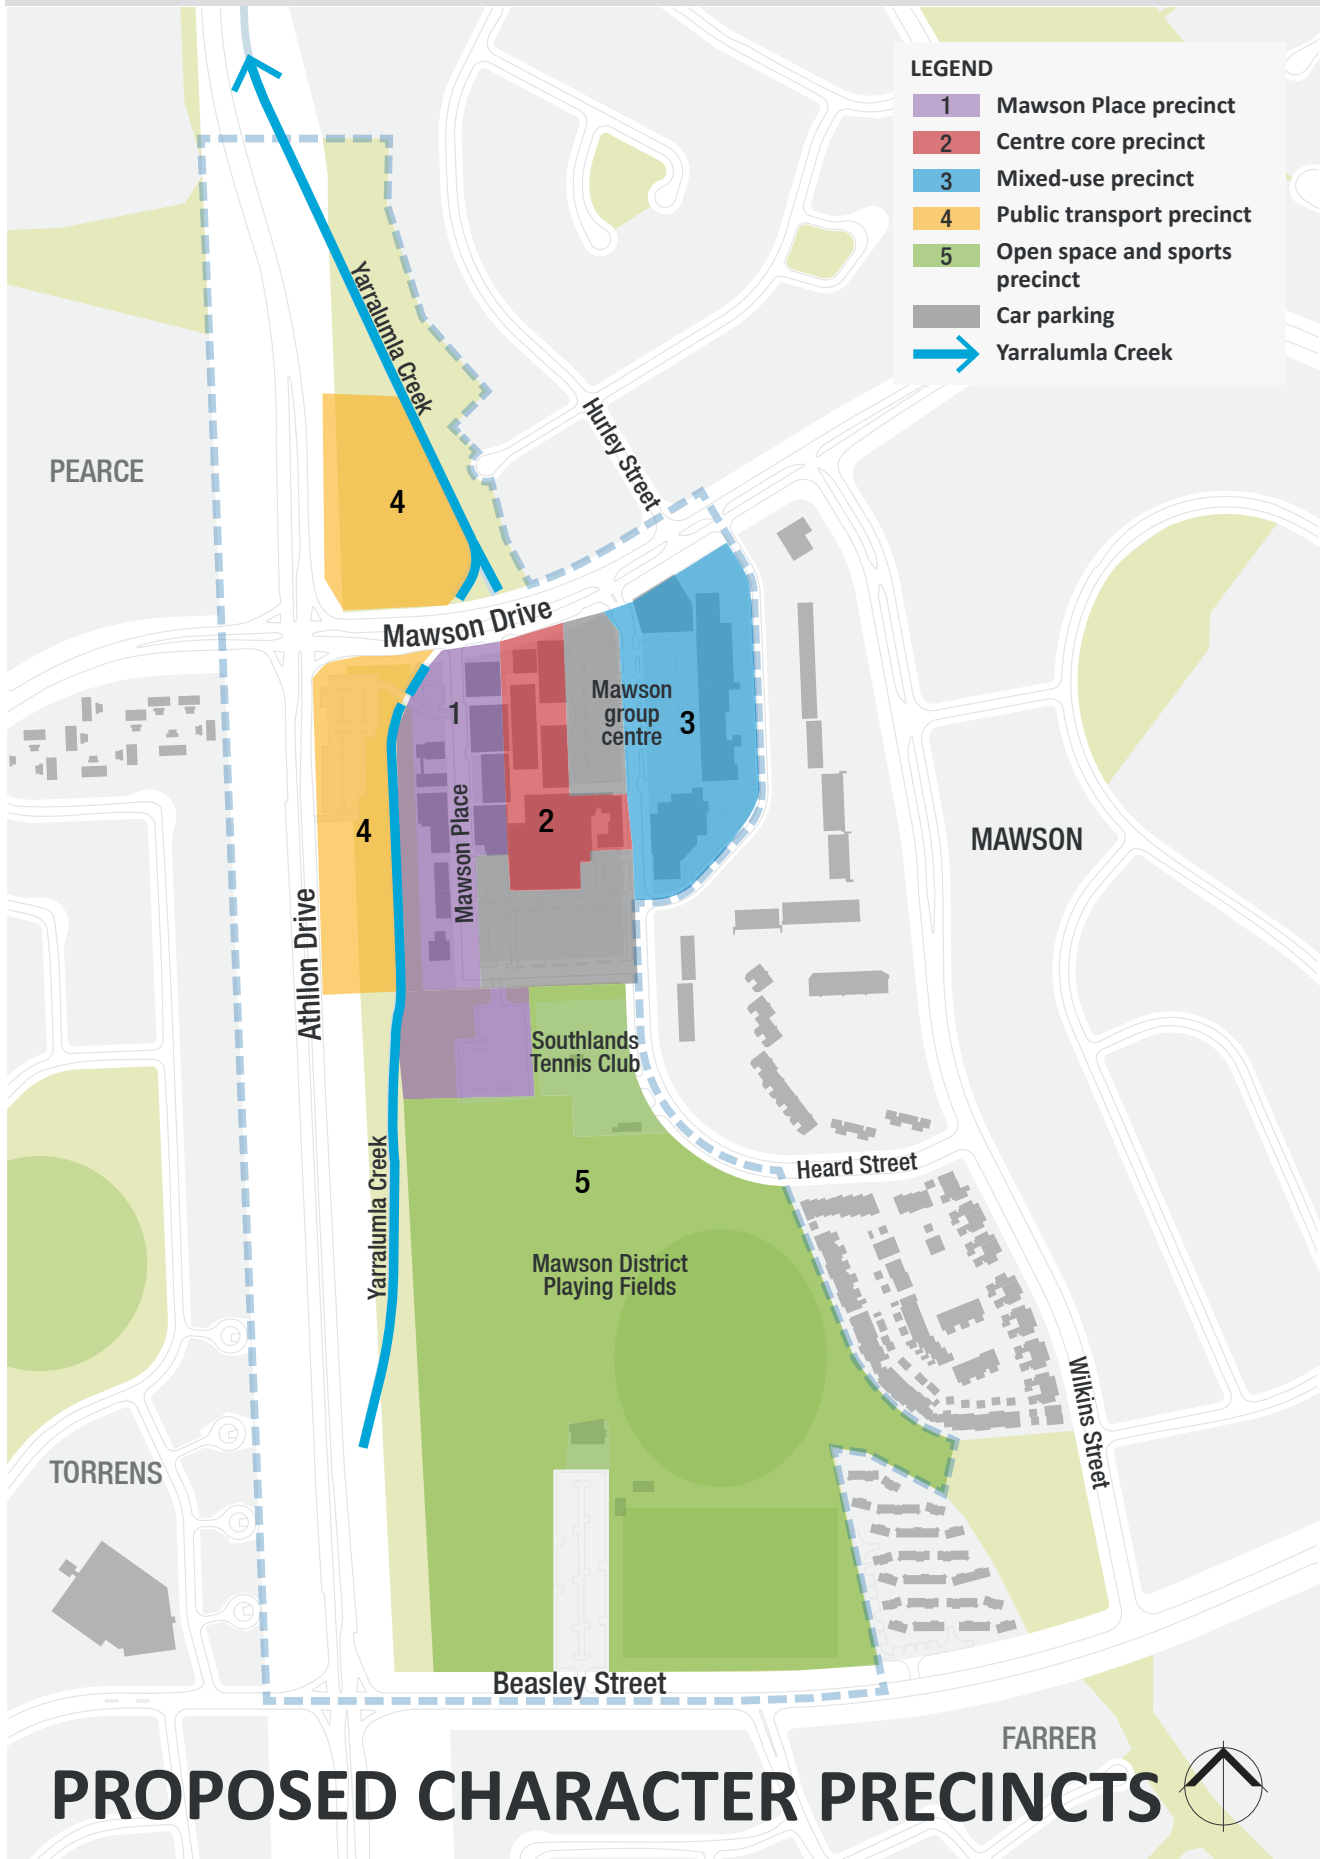 LEGEND
1 Mawson Place precinct
2 Centre core precinct
3 Mixed-use precinct
4 Public transport precinct
5 Open space and sports
precinct
Car parking
Yarralumla Creek
Yarralumla Creek
Hurley Street
PEARCE
4
Mawson Drive
Mawson
group
centre
1
3
2
4
Mawson Place
MAWSON
Athllon Drive
Southlands
Tennis Club
Heard Street
Yarralumla Creek
5
Mawson District
Playing Fields
Wilkins Street
TORRENS
Beasley Street
FARRER
PROPOSED CHARACTER PRECINCTS